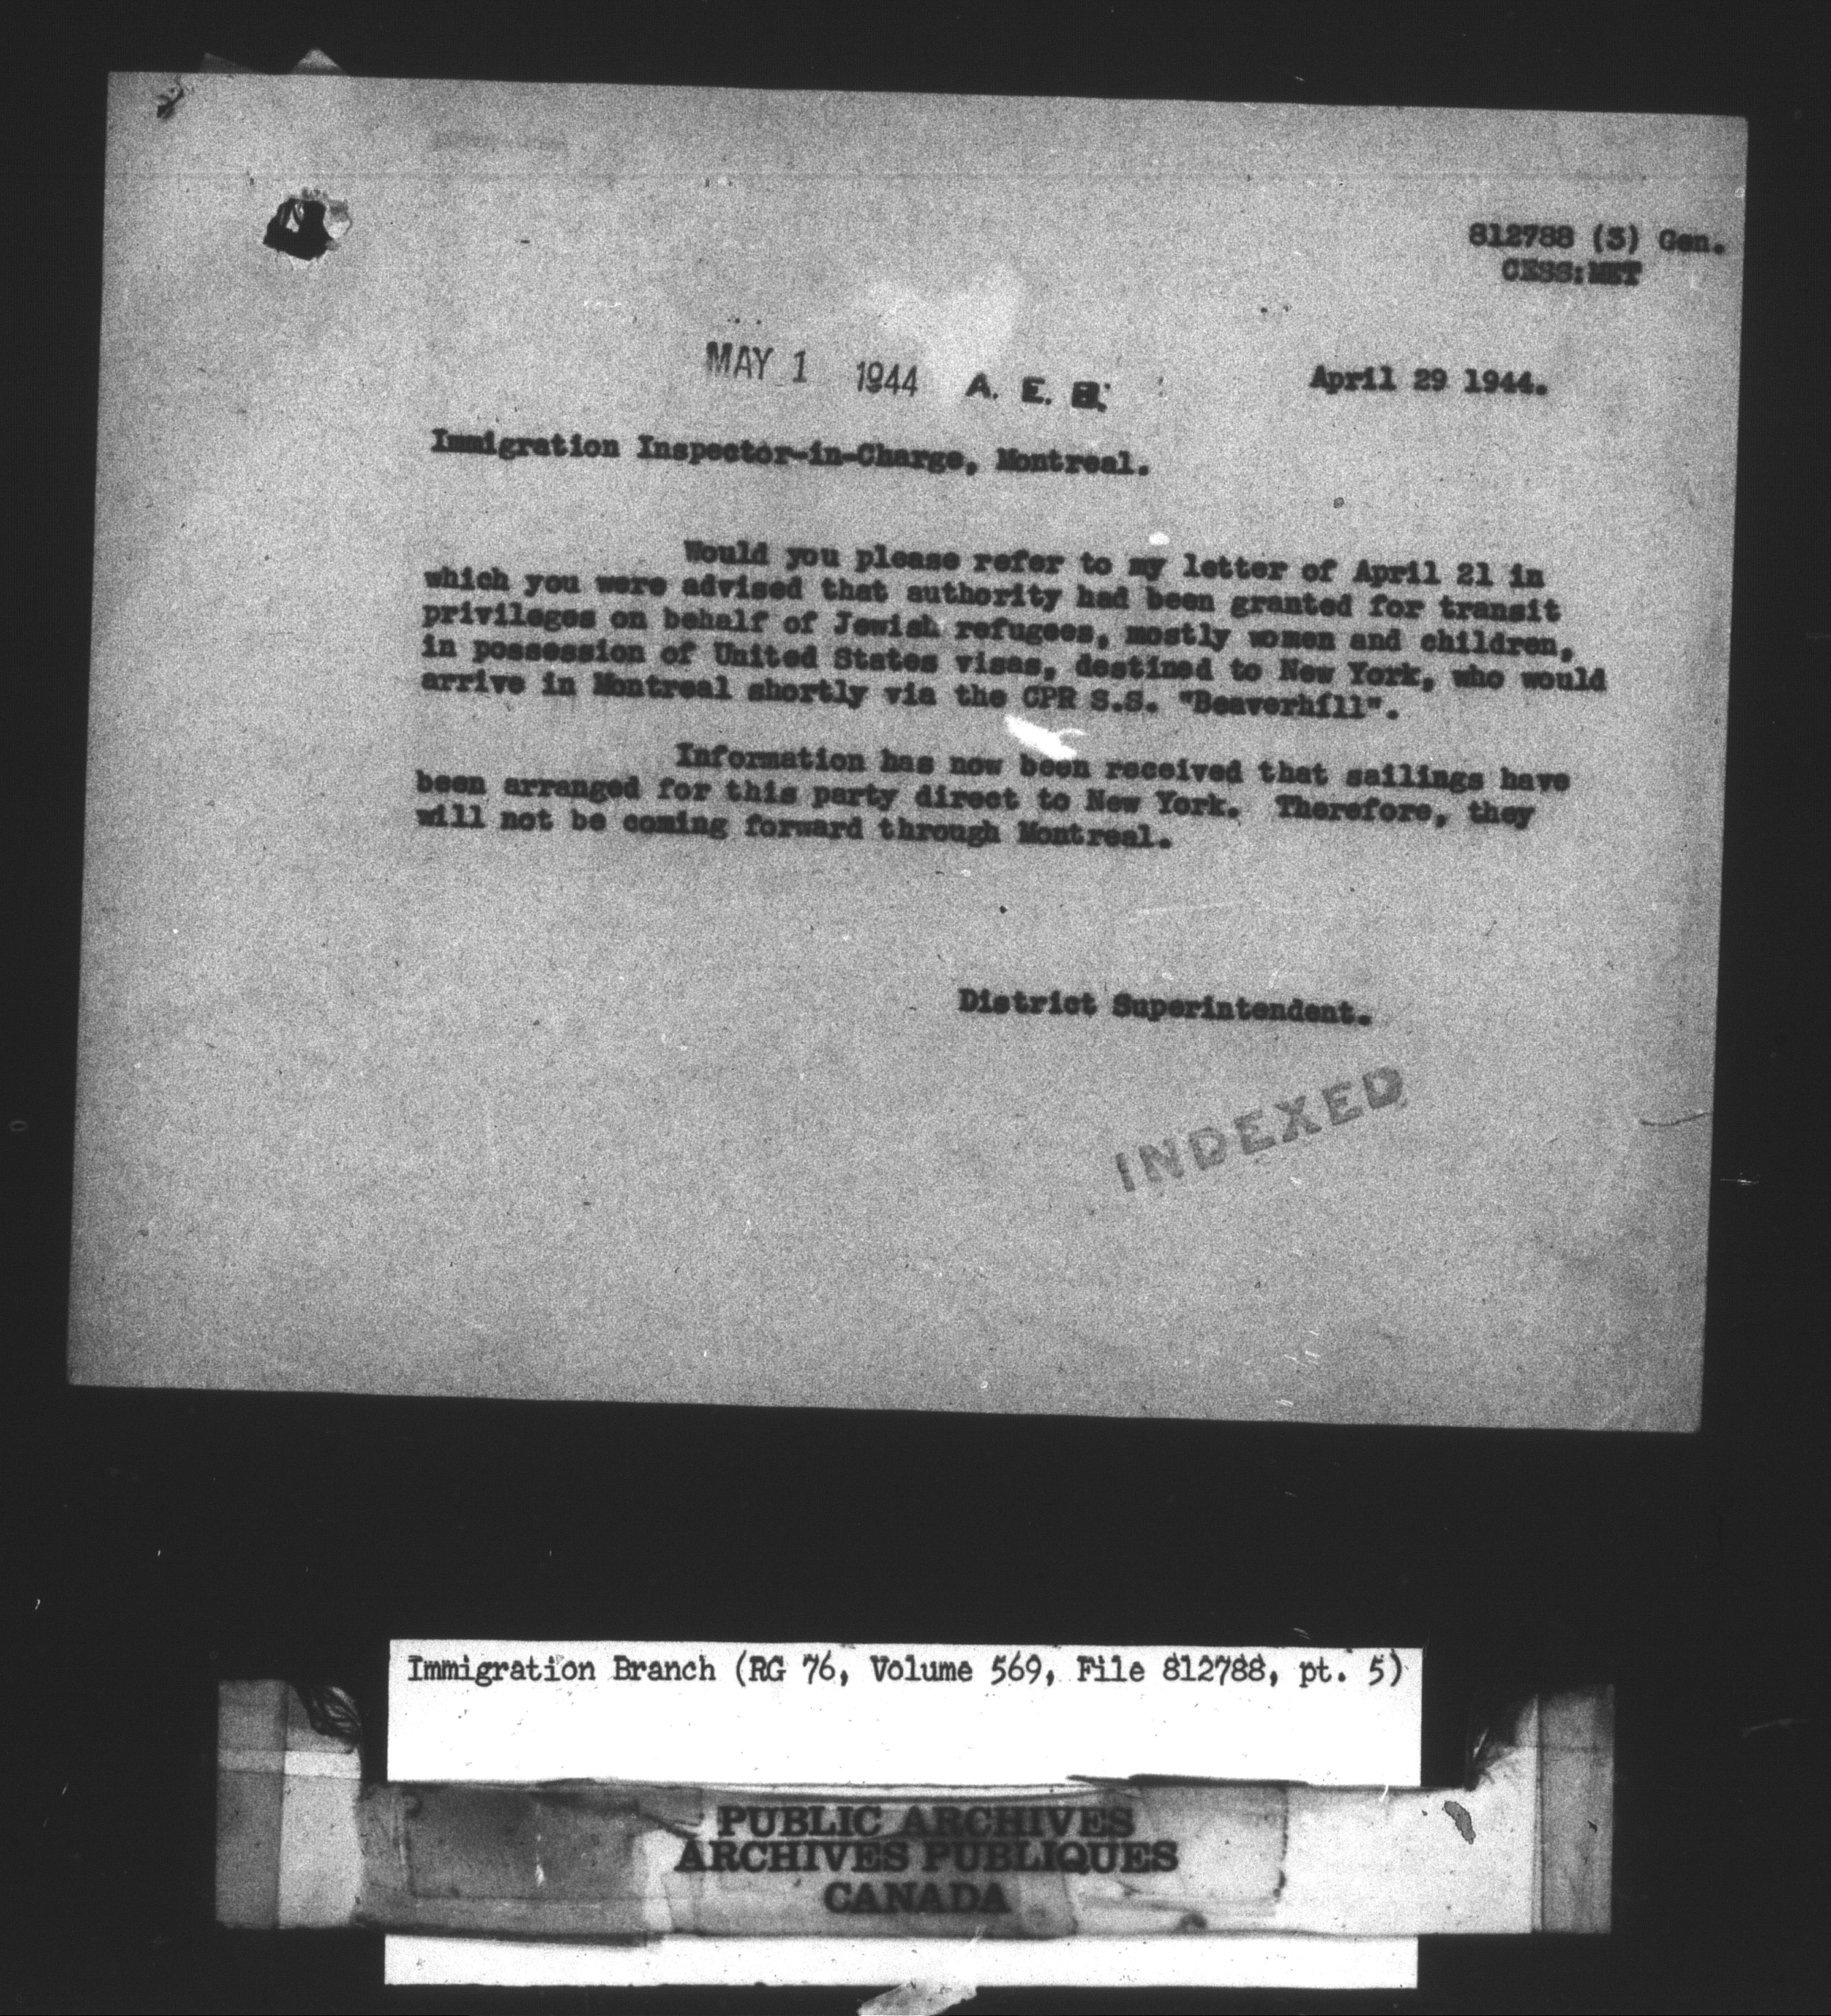 812788 (3) Gen.
CESS:MET
MAY 1 1944 A. E. B.
April 29 1944.
Immigration Inspector-in-Charge, Montreal.
Would you please refer to my letter of April 21 in
which you were advised that authority had been granted for transit
privileges on behalf of Jewish refugees, mostly women and children,
in possession of United States visas, destined to New York, who would
arrive in Montreal shortly via the CPR S.S. "Beaverhill".
Information has now been received that sailings have
been arranged for this party direct to New York. Therefore, they
will not be coming forward through Montreal.
District Superintendent.
INDEXED
Immigration Branch (RG 76, Volume 569, File 812788, pt. 5)
PUBLIC ARCHIVES
ARCHIVES PUBLIQUES
CANADA